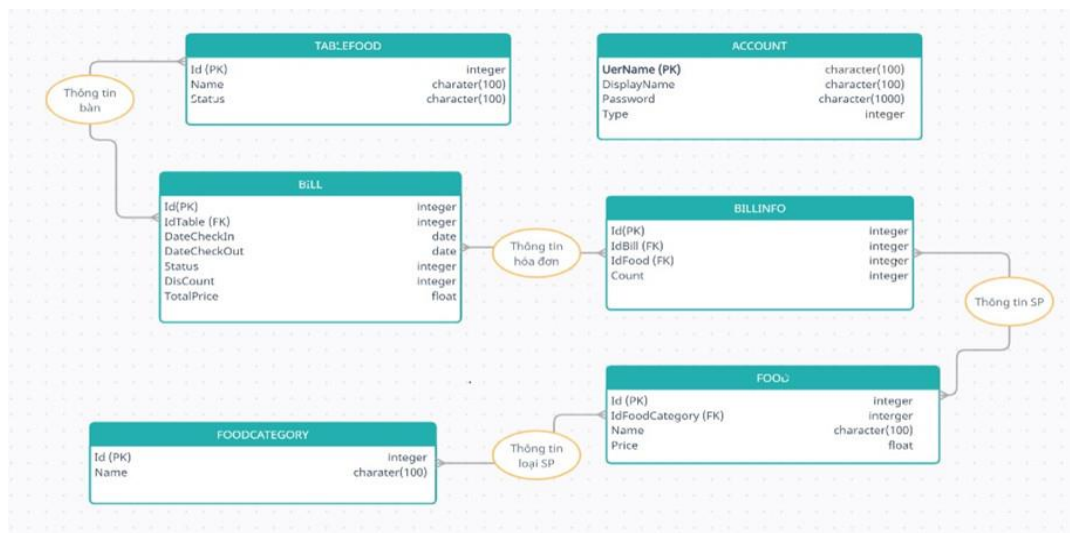 TABLEFOOD
Id (PK) integer
Name charater(100)
Status character(100)
ACCOUNT
UerName (PK) character(100)
DisplayName character(100)
Password character(1000)
Type integer
Thông tin
bàn
BILL
Id(PK) integer
IdTable (FK) integer
DateCheckIn date
DateCheckOut date
Status integer
DisCount integer
TotalPrice float
Thông tin
hóa đơn
BILLINFO
Id(PK) integer
IdBill (FK) integer
IdFood (FK) integer
Count integer
Thông tin SP
FOOD
Id (PK) integer
IdFoodCategory (FK) interger
Name character(100)
Price float
Thông tin
loại SP
FOODCATEGORY
Id (PK) integer
Name charater(100)